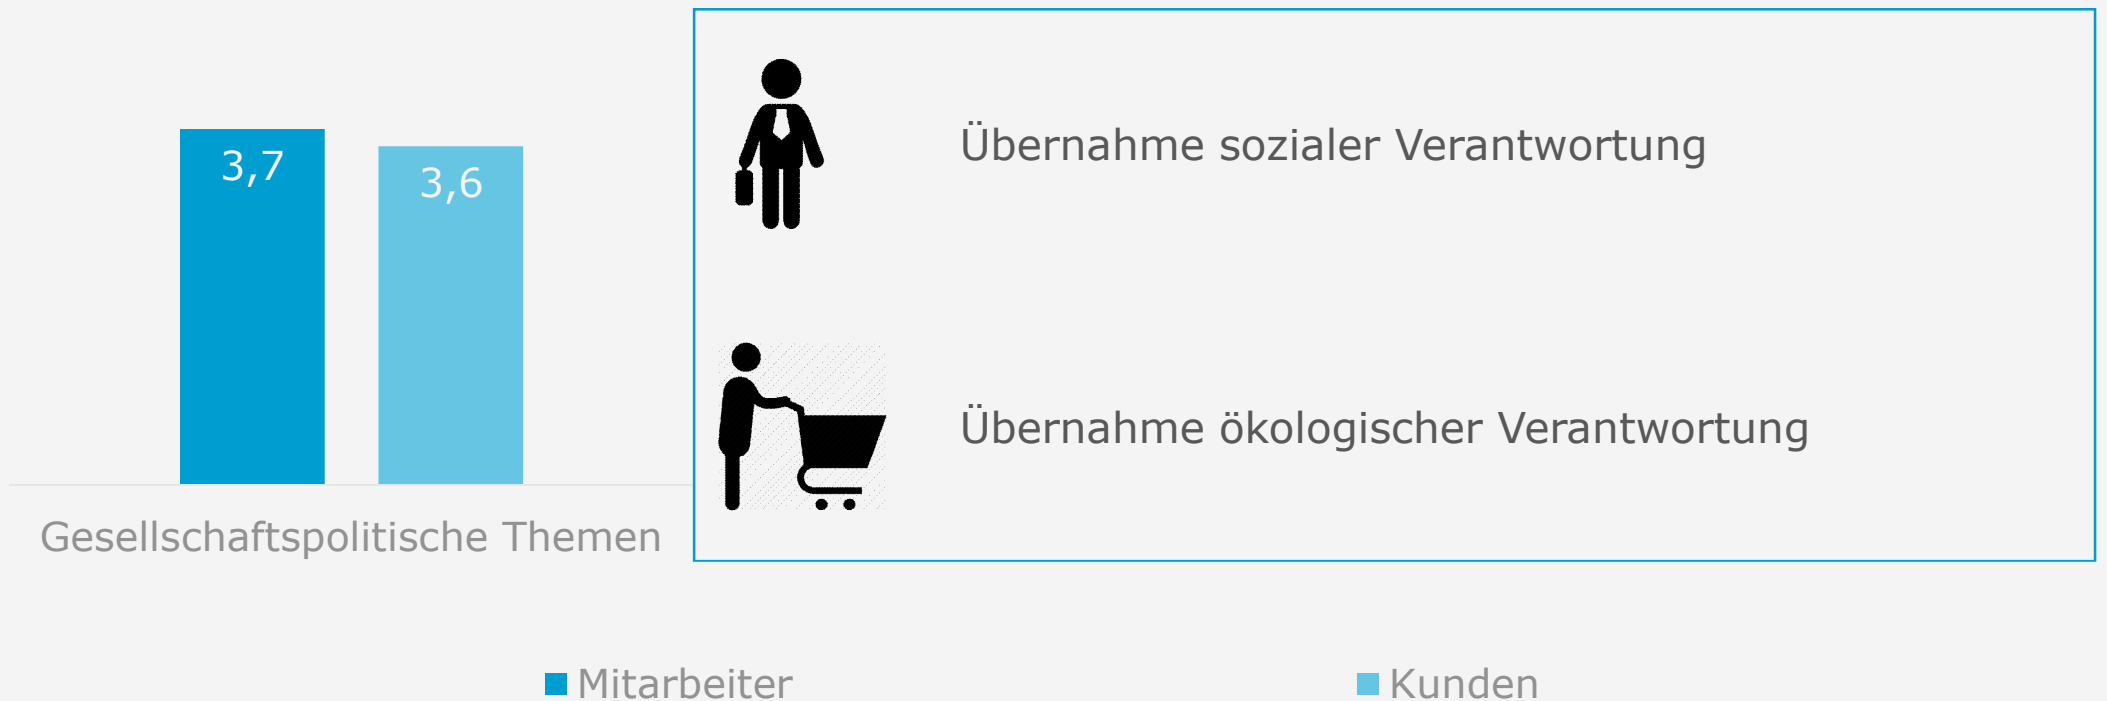 3,7
3,6
Gesellschaftspolitische Themen
Übernahme sozialer Verantwortung
Übernahme ökologischer Verantwortung
Mitarbeiter
Kunden